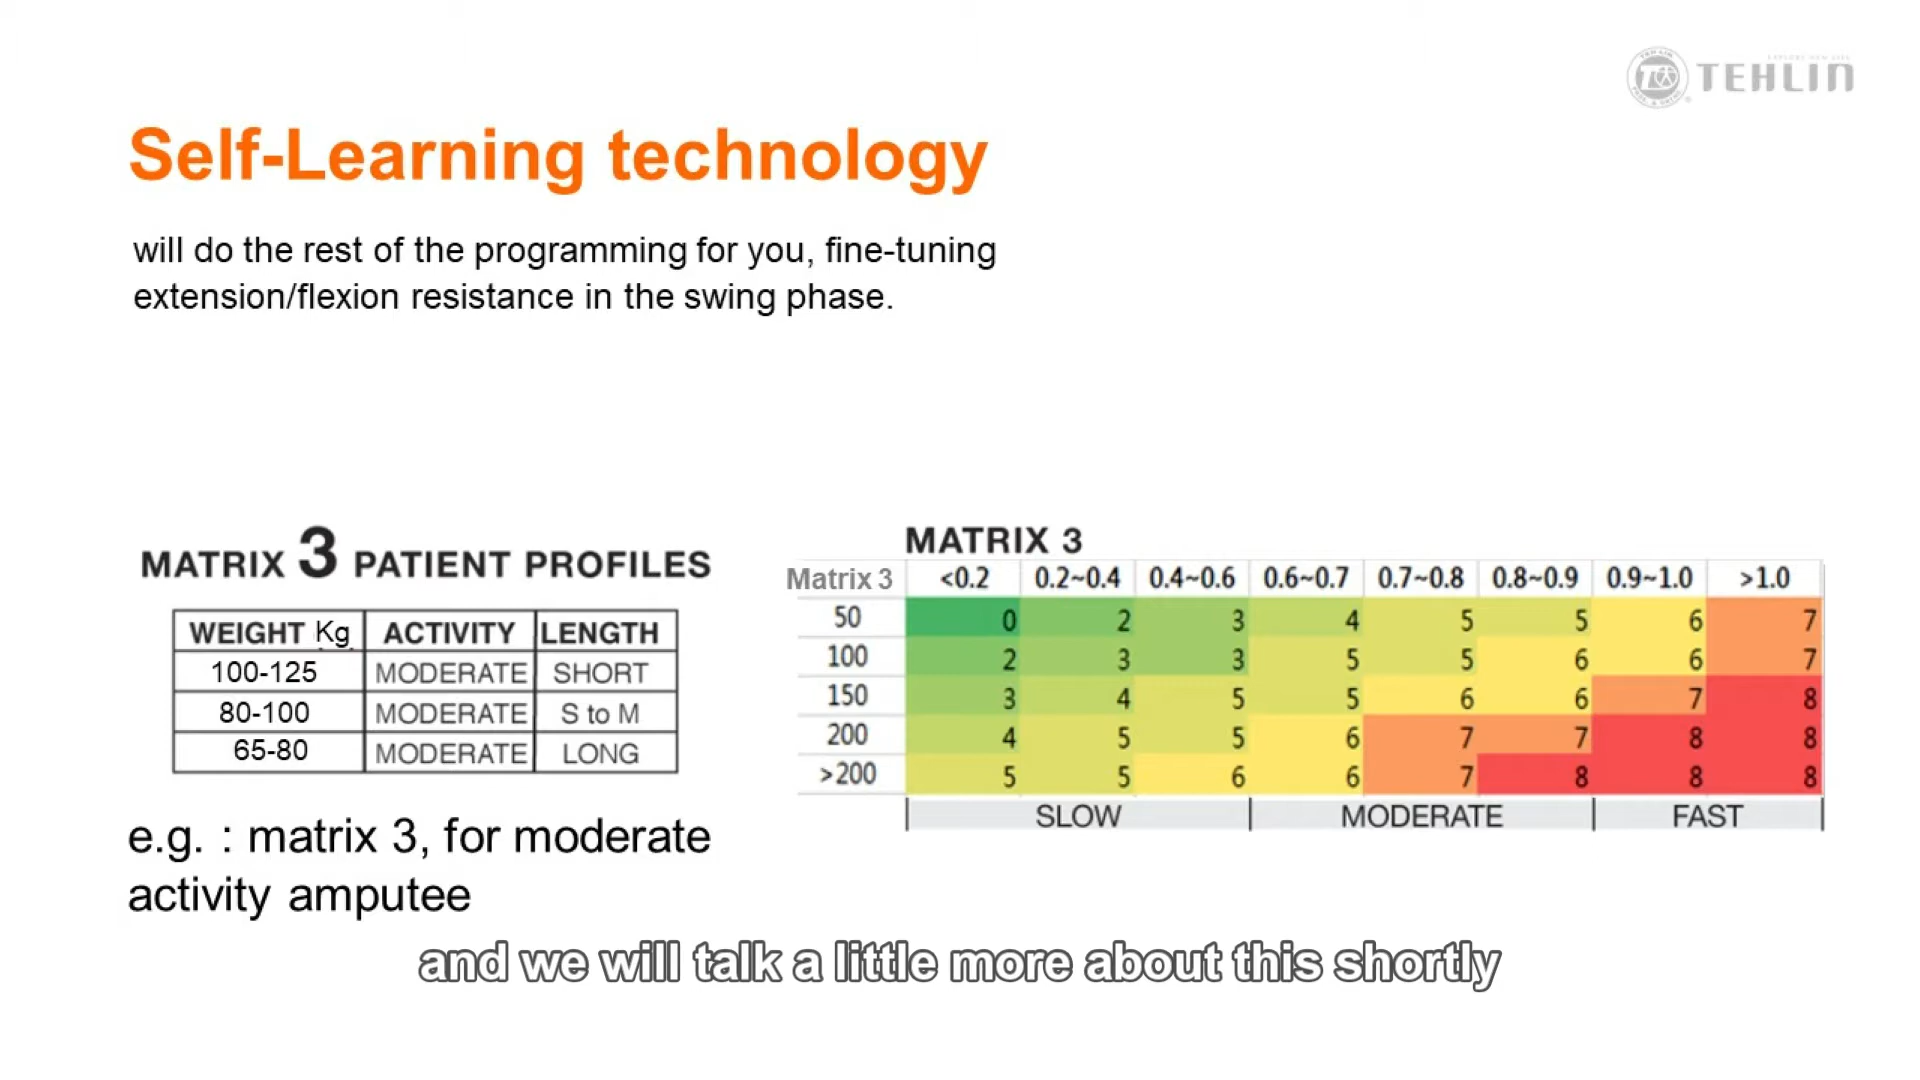 TEHLIN
Self-Learning technology
will do the rest of the programming for you, fine-tuning
extension/flexion resistance in the swing phase.
MATRIX 3 PATIENT PROFILES
WEIGHT Kg ACTIVITY LENGTH
100-125 MODERATE SHORT
80-100 MODERATE S to M
65-80 MODERATE LONG
e.g. : matrix 3, for moderate
activity amputee
MATRIX 3
Matrix 3 <0.2 0.2~0.4 0.4~0.6 0.6~0.7 0.7~0.8 0.8~0.9 0.9~1.0 >1.0
50 0 2 3 4 5 5 6 7
100 2 3 3 5 5 6 6 7
150 3 4 5 5 6 6 7 8
200 4 5 5 6 7 7 8 8
>200 5 5 6 6 7 8 8 8
SLOW MODERATE FAST
and we will talk a little more about this shortly